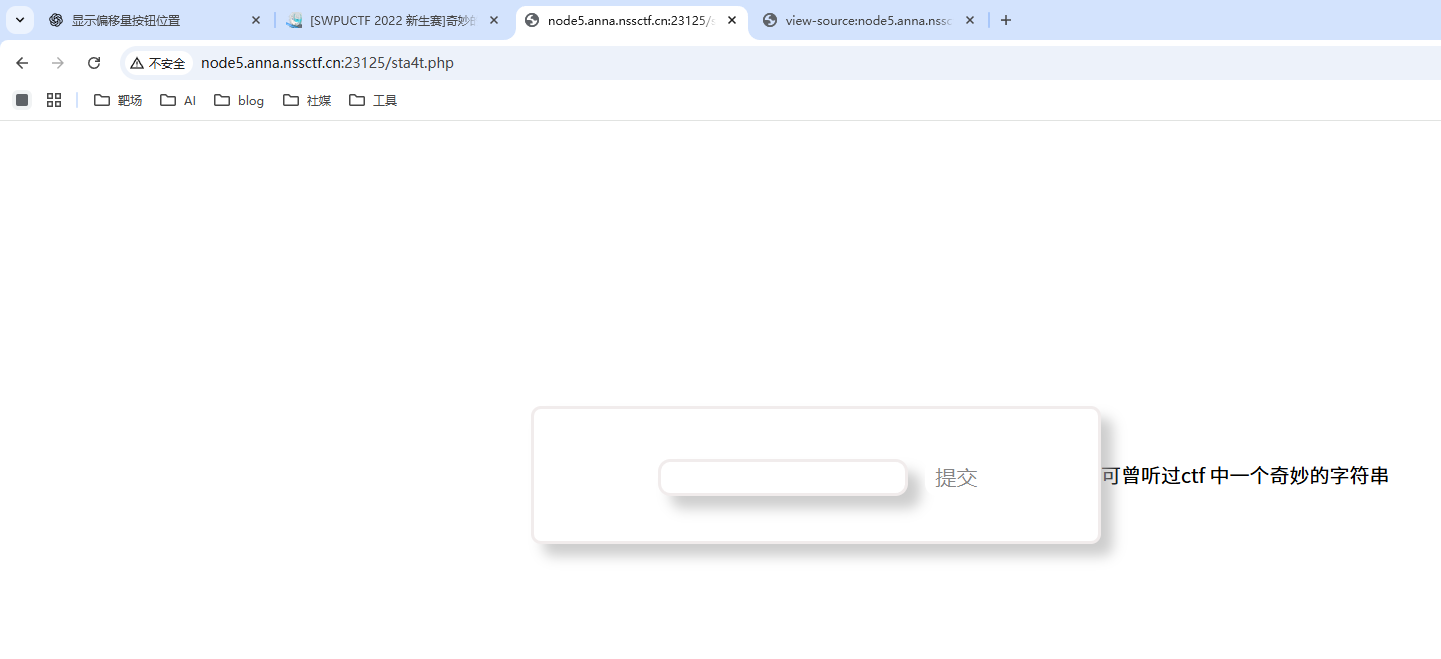 显示偏移量按钮位置
[SWPUCTF 2022 新生赛]奇妙的
node5.anna.nssctf.cn:23125/s
view-source:node5.anna.nssc
不安全
node5.anna.nssctf.cn:23125/sta4t.php
靶场
AI
blog
社媒
工具
提交
可曾听过ctf 中一个奇妙的字符串